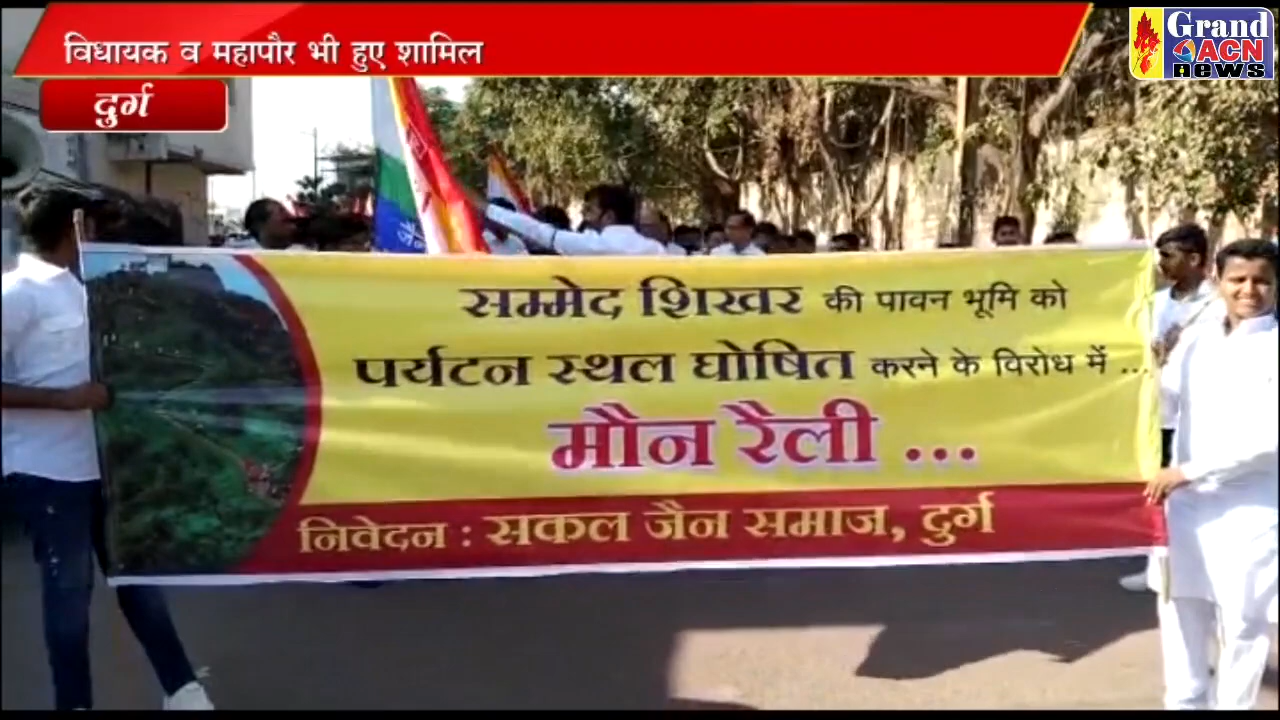 विधायक व महापौर भी हुए शामिल
Grand
ACN
news
दुर्ग
सम्मेद शिखर की पावन भूमि को
पर्यटन स्थल घोषित करने के विरोध में ...
मौन रैली ...
निवेदन : सकल जैन समाज, दुर्ग